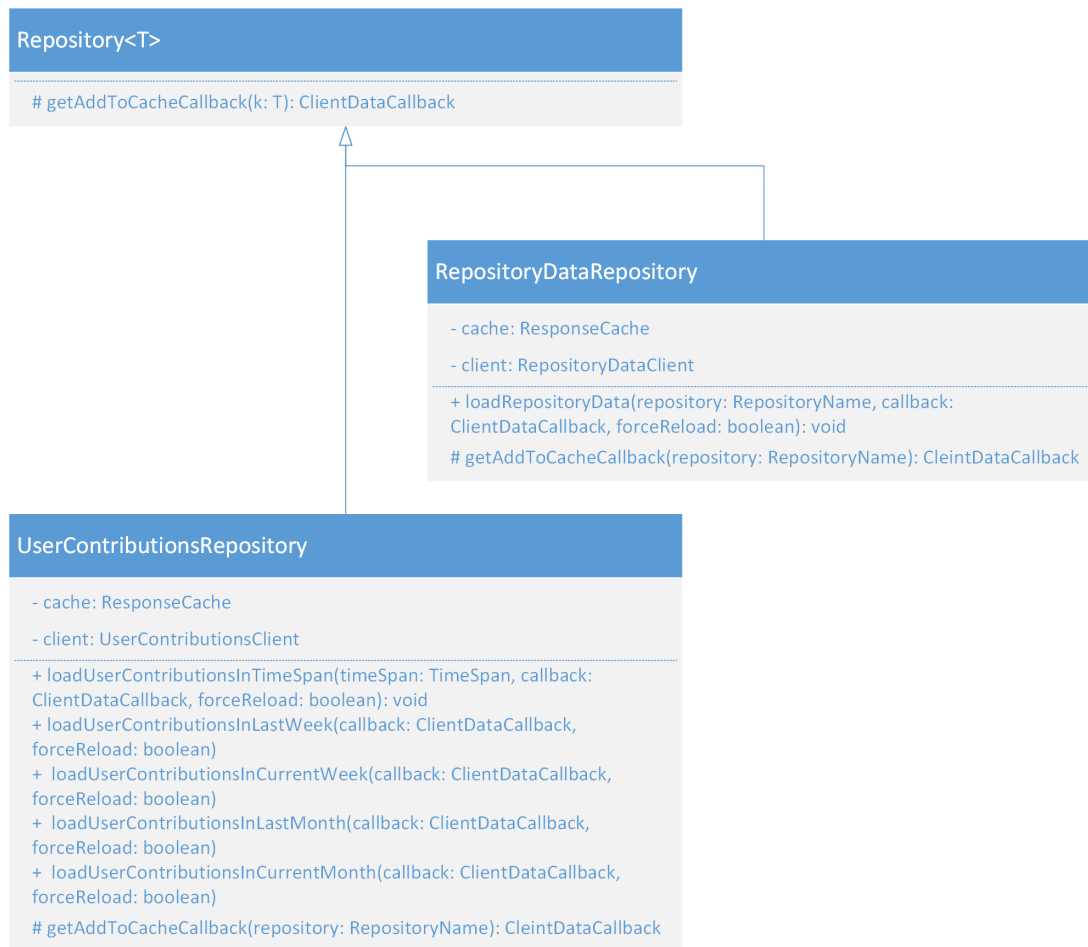 Repository<T>
# getAddToCacheCallback(k: T): ClientDataCallback
RepositoryDataRepository
- cache: ResponseCache
- client: RepositoryDataClient
+ loadRepositoryData(repository: RepositoryName, callback:
ClientDataCallback, forceReload: boolean): void
# getAddToCacheCallback(repository: RepositoryName): CleintDataCallback
UserContributionsRepository
- cache: ResponseCache
- client: UserContributionsClient
+ loadUserContributionsInTimeSpan(timeSpan: TimeSpan, callback:
ClientDataCallback, forceReload: boolean): void
+ loadUserContributionsInLastWeek(callback: ClientDataCallback,
forceReload: boolean)
+  loadUserContributionsInCurrentWeek(callback: ClientDataCallback,
forceReload: boolean)
+  loadUserContributionsInLastMonth(callback: ClientDataCallback,
forceReload: boolean)
+  loadUserContributionsInCurrentMonth(callback: ClientDataCallback,
forceReload: boolean)
# getAddToCacheCallback(repository: RepositoryName): CleintDataCallback